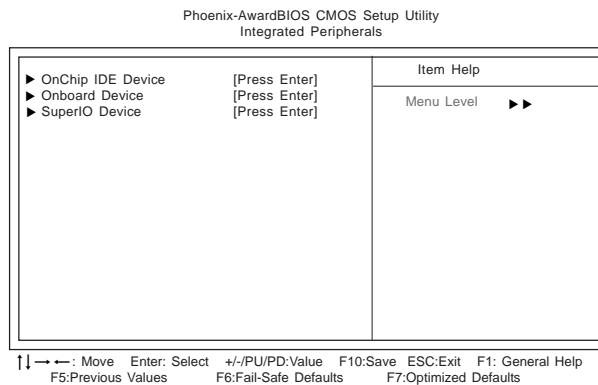 Phoenix-AwardBIOS CMOS Setup Utility
Integrated Peripherals
▶ OnChip IDE Device [Press Enter]
▶ Onboard Device [Press Enter]
▶ SuperIO Device [Press Enter]
Item Help
Menu Level ▶▶
↑↓→←: Move Enter: Select +/-/PU/PD:Value F10:Save ESC:Exit F1: General Help
F5:Previous Values F6:Fail-Safe Defaults F7:Optimized Defaults